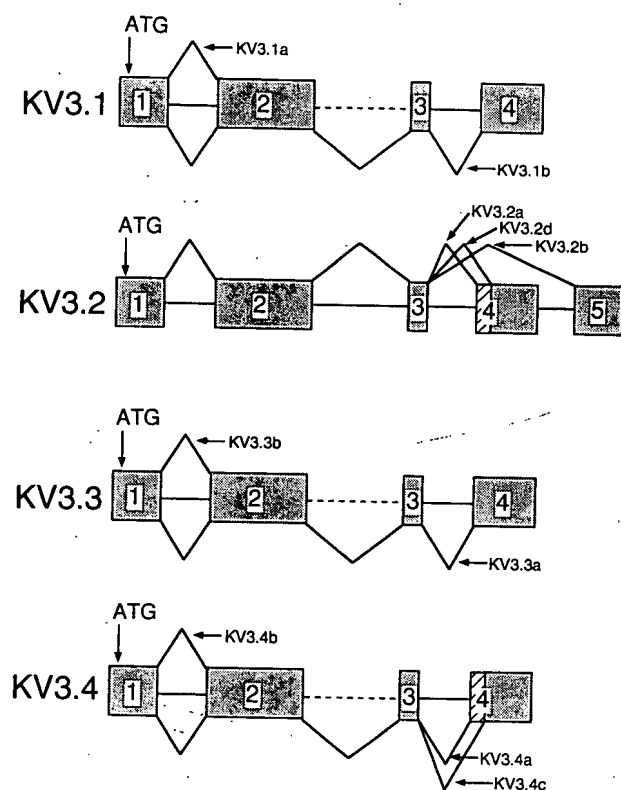 ATG
KV3.1a
KV3.1 1 2 3 4
KV3.1b
KV3.2a
KV3.2d
ATG KV3.2b
KV3.2 1 2 3 4 5
ATG
KV3.3b
KV3.3 1 2 3 4
KV3.3a
ATG
KV3.4b
KV3.4 1 2 3 4
KV3.4a
KV3.4c